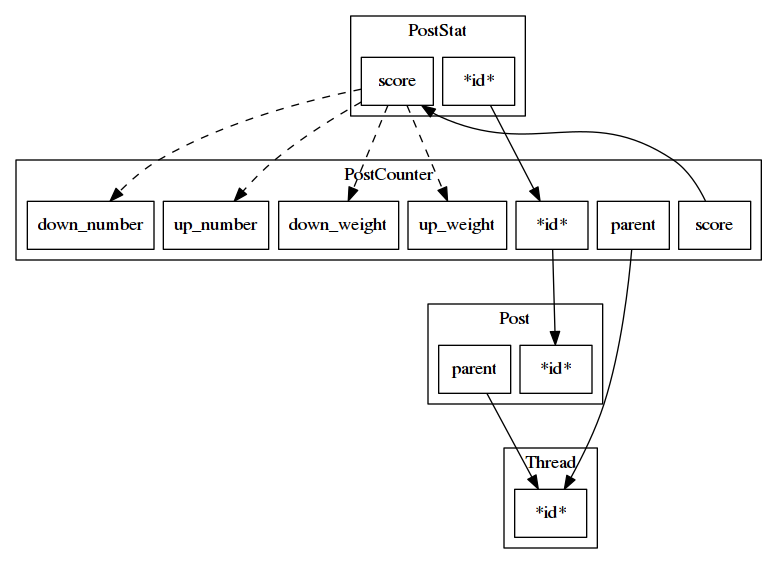 PostStat
score *id*
PostCounter
down_number up_number down_weight up_weight *id* parent score
Post
parent *id*
Thread
*id*